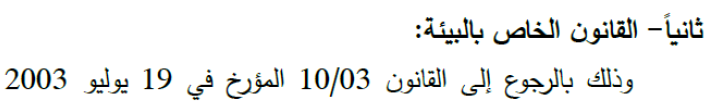 ثانياً- القانون الخاص بالبيئة:
وذلك بالرجوع إلى القانون 10/03 المؤرخ في 19 يوليو 2003